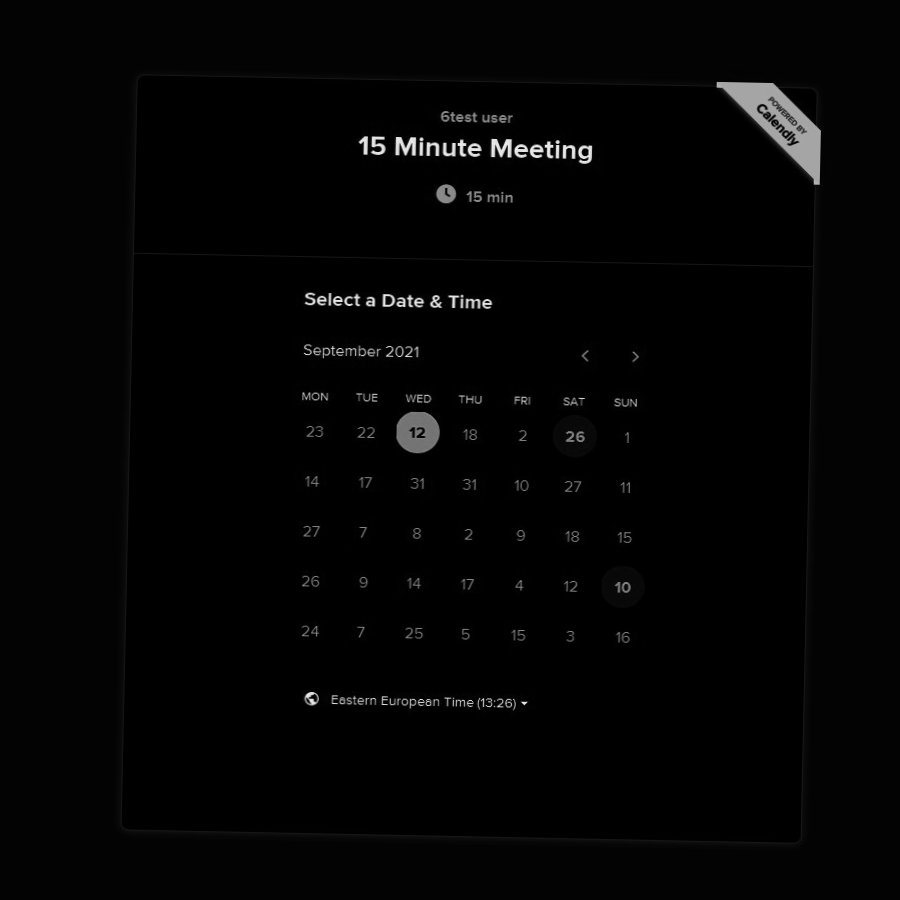 6test user
15 Minute Meeting
15 min
POWERED BY
Calendly
Select a Date & Time
September 2021
MON TUE WED THU FRI SAT SUN
23 22 12 18 2 26 1
14 17 31 31 10 27 11
27 7 8 2 9 18 15
26 9 14 17 4 12 10
24 7 25 5 15 3 16
Eastern European Time (13:26)